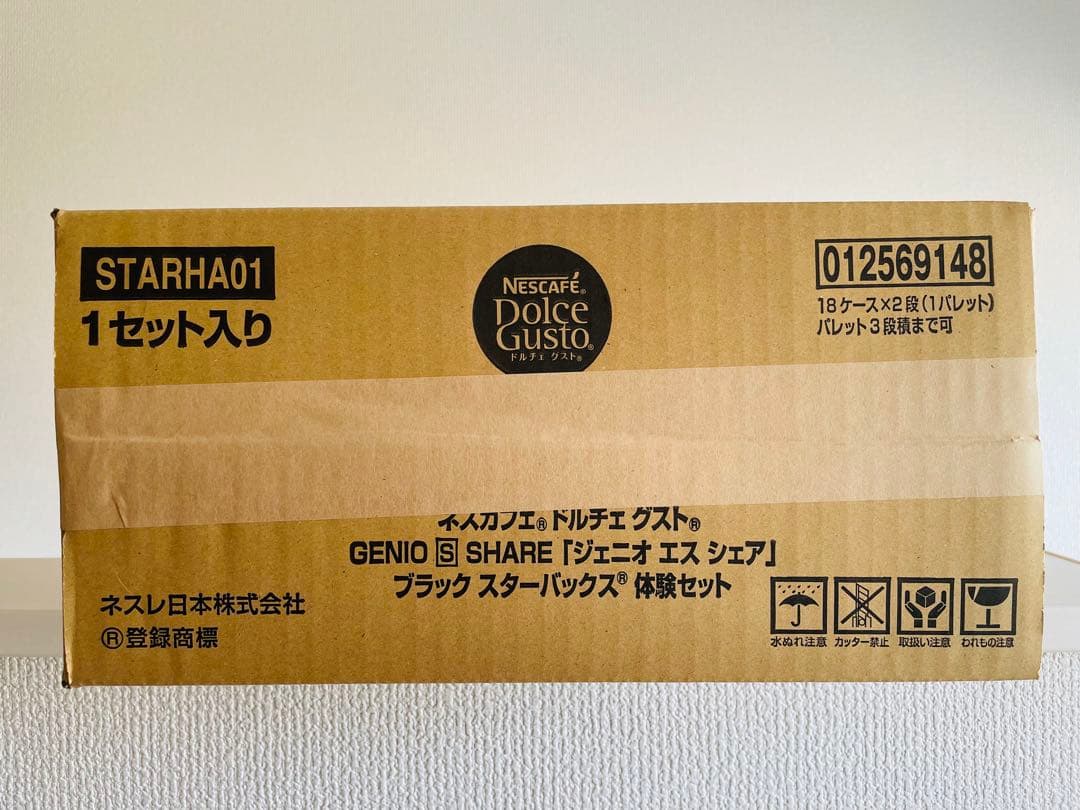 STARHA01
1セット入り
NESCAFÉ®
Dolce
Gusto®
ドルチェ グスト®
012569148
18ケース×2段(1パレット)
パレット3段積まで可
ネスカフェ® ドルチェ グスト®
GENIO S SHARE「ジェニオ エス シェア」
ブラック スターバックス® 体験セット
ネスレ日本株式会社
®登録商標
水ぬれ注意 カッター禁止 取扱い注意 われもの注意